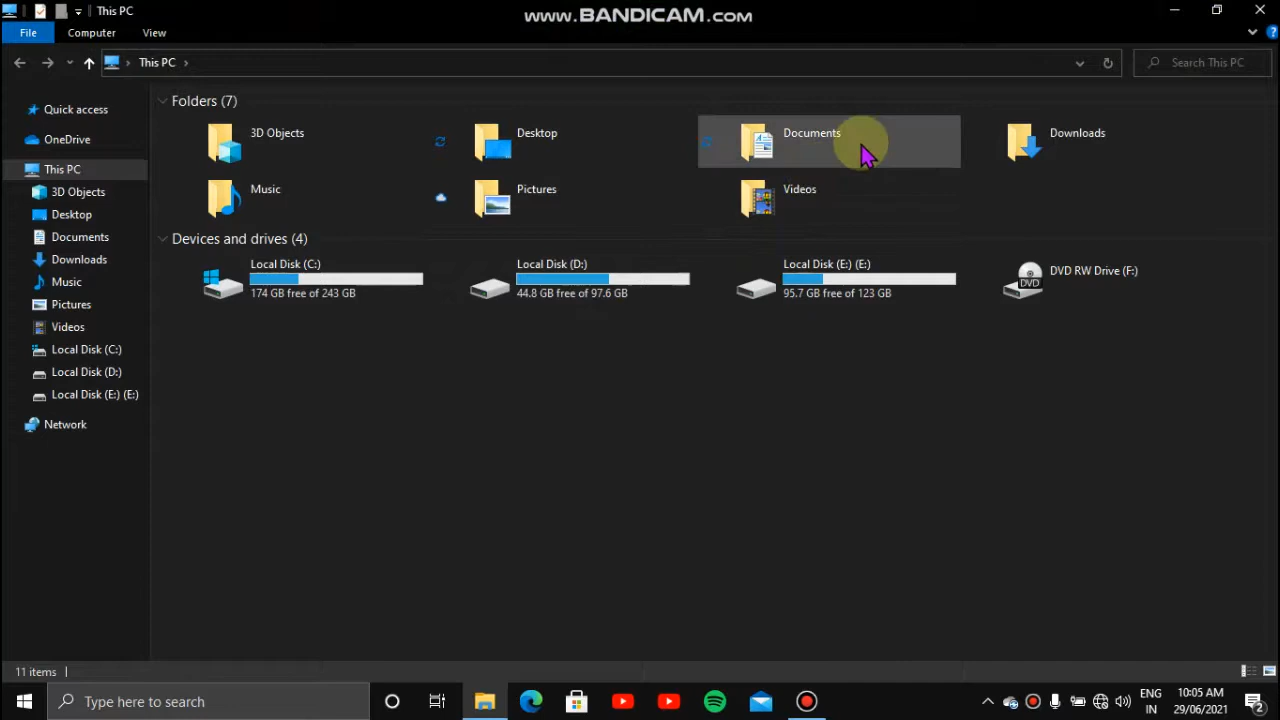 This PC
www.BANDICAM.com
File Computer View
This PC
Search This PC
Quick access
OneDrive
This PC
3D Objects
Desktop
Documents
Downloads
Music
Pictures
Videos
Local Disk (C:)
Local Disk (D:)
Local Disk (E:) (E:)
Network
Folders (7)
3D Objects
Desktop
Documents
Downloads
Music
Pictures
Videos
Devices and drives (4)
Local Disk (C:)
174 GB free of 243 GB
Local Disk (D:)
44.8 GB free of 97.6 GB
Local Disk (E:) (E:)
95.7 GB free of 123 GB
DVD RW Drive (F:)
DVD
11 items
Type here to search
ENG
IN
10:05 AM
29/06/2021
2